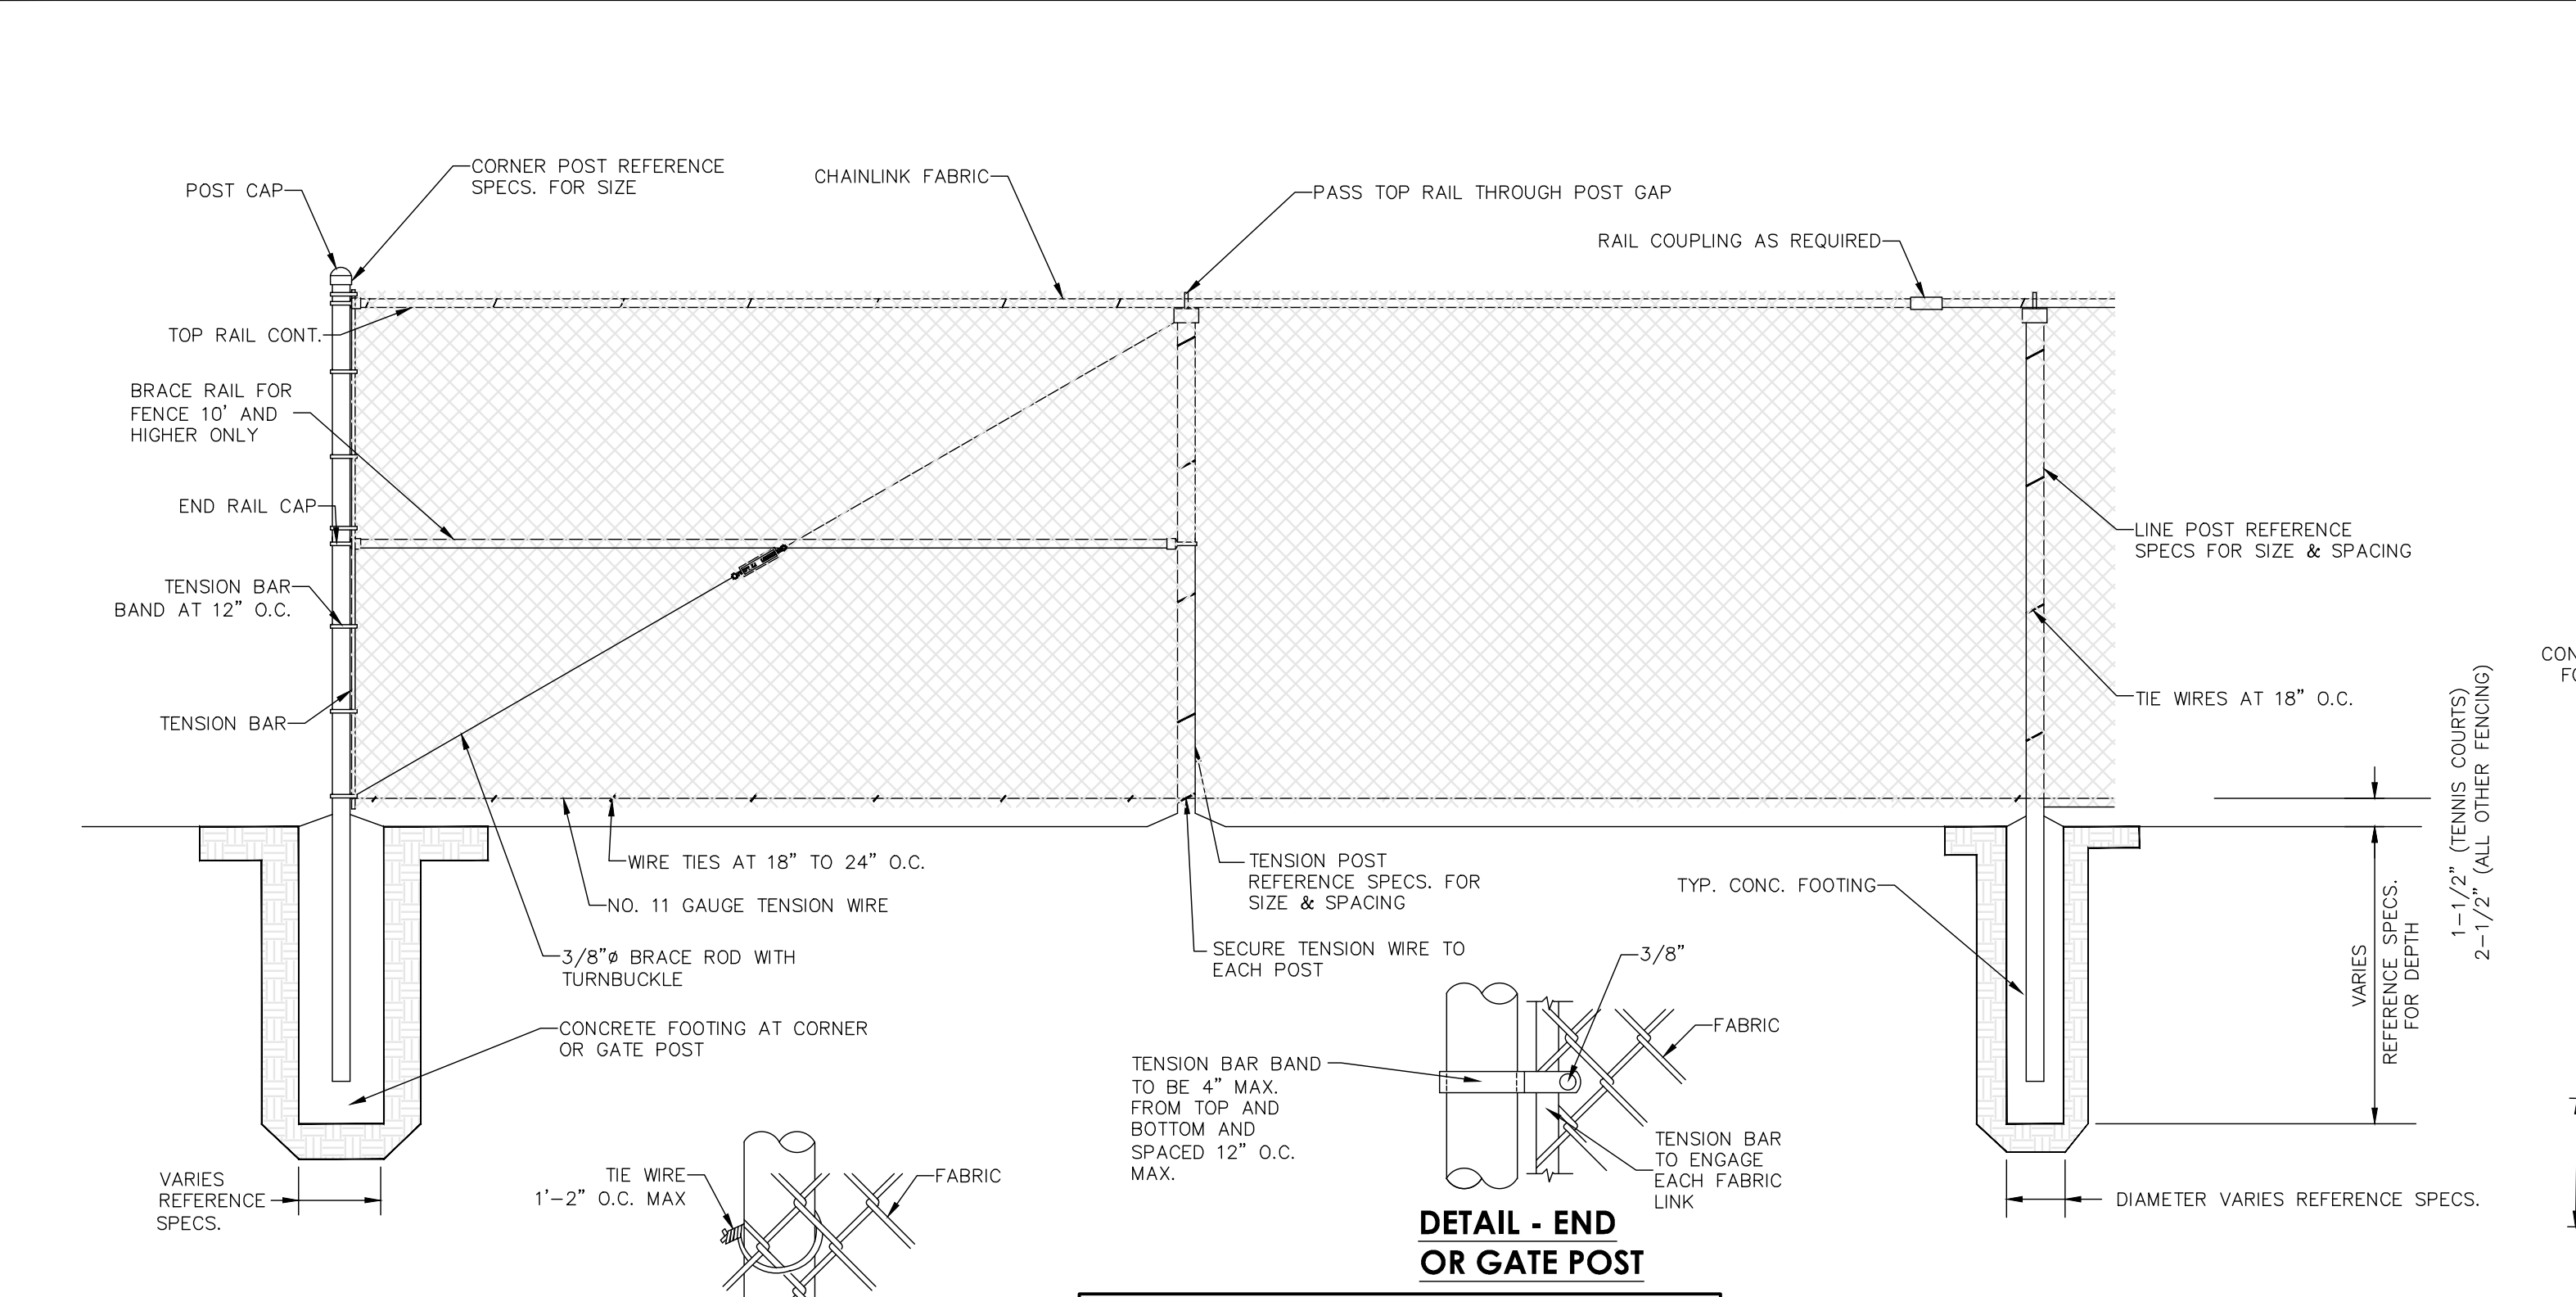 CORNER POST REFERENCE
SPECS. FOR SIZE
POST CAP
CHAINLINK FABRIC
PASS TOP RAIL THROUGH POST GAP
RAIL COUPLING AS REQUIRED
TOP RAIL CONT.
BRACE RAIL FOR
FENCE 10' AND
HIGHER ONLY
END RAIL CAP
TENSION BAR
BAND AT 12" O.C.
TENSION BAR
LINE POST REFERENCE
SPECS FOR SIZE & SPACING
TIE WIRES AT 18" O.C.
1-1/2" (TENNIS COURTS)
2-1/2" (ALL OTHER FENCING)
VARIES
REFERENCE SPECS.
FOR DEPTH
WIRE TIES AT 18" TO 24" O.C.
NO. 11 GAUGE TENSION WIRE
3/8"ø BRACE ROD WITH
TURNBUCKLE
CONCRETE FOOTING AT CORNER
OR GATE POST
TENSION POST
REFERENCE SPECS. FOR
SIZE & SPACING
SECURE TENSION WIRE TO
EACH POST
TYP. CONC. FOOTING
3/8"
FABRIC
TENSION BAR BAND
TO BE 4" MAX.
FROM TOP AND
BOTTOM AND
SPACED 12" O.C.
MAX.
TENSION BAR
TO ENGAGE
EACH FABRIC
LINK
VARIES
REFERENCE
SPECS.
TIE WIRE
1'-2" O.C. MAX
FABRIC
DIAMETER VARIES REFERENCE SPECS.
DETAIL - END
OR GATE POST